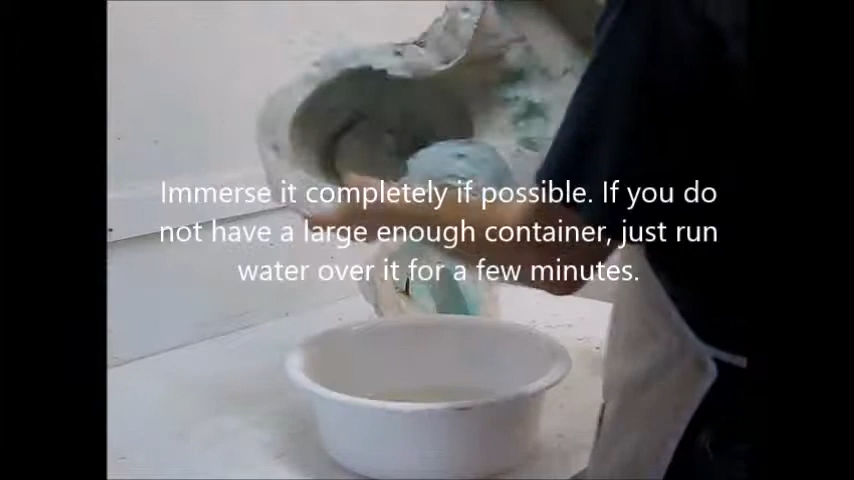 Immerse it completely if possible. If you do
not have a large enough container, just run
water over it for a few minutes.